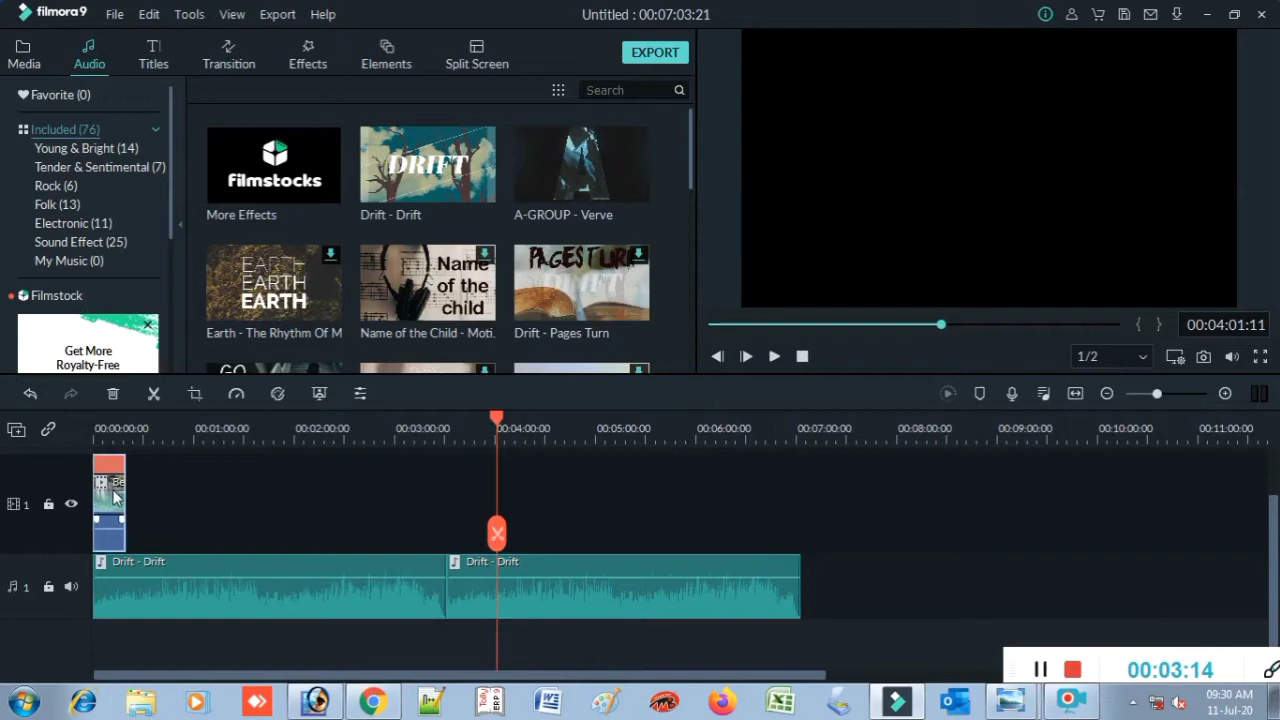 filmora9 File Edit Tools View Export Help Untitled : 00:07:03:21
Media Audio Titles Transition Effects Elements Split Screen EXPORT
Favorite (0)
Search
Included (76)
Young & Bright (14)
Tender & Sentimental (7)
Rock (6)
Folk (13)
Electronic (11)
Sound Effect (25)
My Music (0)
Filmstock
Get More
Royalty-Free
filmstocks
More Effects
DRIFT
Drift - Drift
A
A-GROUP - Verve
EARTH
EARTH
EARTH
Earth - The Rhythm Of M
Name
of the
child
Name of the Child - Moti.
PAGES TURN
DRIFT
Drift - Pages Turn
00:04:01:11
1/2
00:00:00:00 00:01:00:00 00:02:00:00 00:03:00:00 00:04:00:00 00:05:00:00 00:06:00:00 00:07:00:00 00:08:00:00 00:09:00:00 00:10:00:00 00:11:00:00
Be
1
Drift - Drift Drift - Drift
1
00:03:14
09:30 AM
11-Jul-20